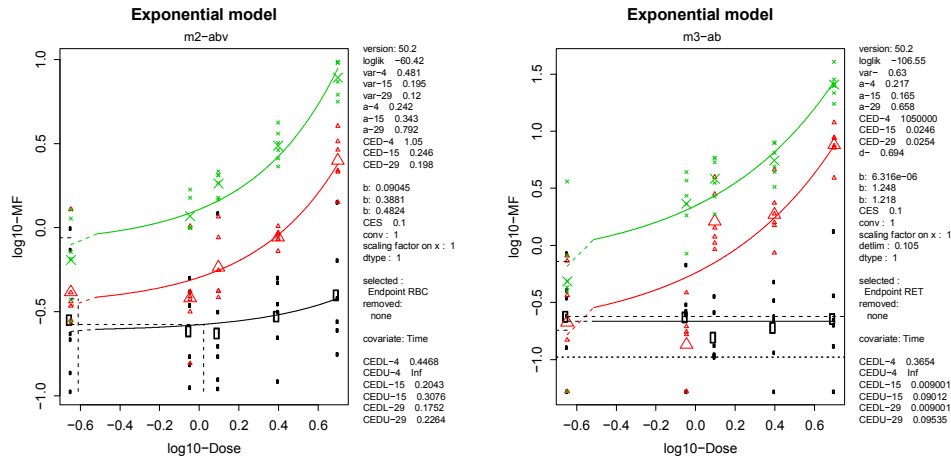 Exponential model
m2−abv
log10−MF
1.0
0.5
0.0
−0.5
−1.0
−0.6
−0.4
−0.2
0.0
0.2
0.4
0.6
log10−Dose
version: 50.2
loglik −60.42
var−4 0.481
var−15 0.195
var−29 0.12
a−4 0.242
a−15 0.343
a−29 0.792
CED−4 1.05
CED−15 0.246
CED−29 0.198
b: 0.09045
b: 0.3881
b: 0.4824
CES 0.1
conv : 1
scaling factor on x : 1
dtype : 1
selected :
Endpoint RBC
removed:
none
covariate: Time
CEDL−4 0.4468
CEDU−4 Inf
CEDL−15 0.2043
CEDU−15 0.3076
CEDL−29 0.1752
CEDU−29 0.2264
Exponential model
m3−ab
log10−MF
1.5
1.0
0.5
0.0
−0.5
−1.0
−0.6
−0.4
−0.2
0.0
0.2
0.4
0.6
log10−Dose
version: 50.2
loglik −106.55
var− 0.63
a−4 0.217
a−15 0.165
a−29 0.658
CED−4 1050000
CED−15 0.0246
CED−29 0.0254
d− 0.694
b: 6.316e−06
b: 1.248
b: 1.218
CES 0.1
conv : 1
scaling factor on x : 1
detlim : 0.105
dtype : 1
selected :
Endpoint RET
removed:
none
covariate: Time
CEDL−4 0.3654
CEDU−4 Inf
CEDL−15 0.009001
CEDU−15 0.09012
CEDL−29 0.009001
CEDU−29 0.09535